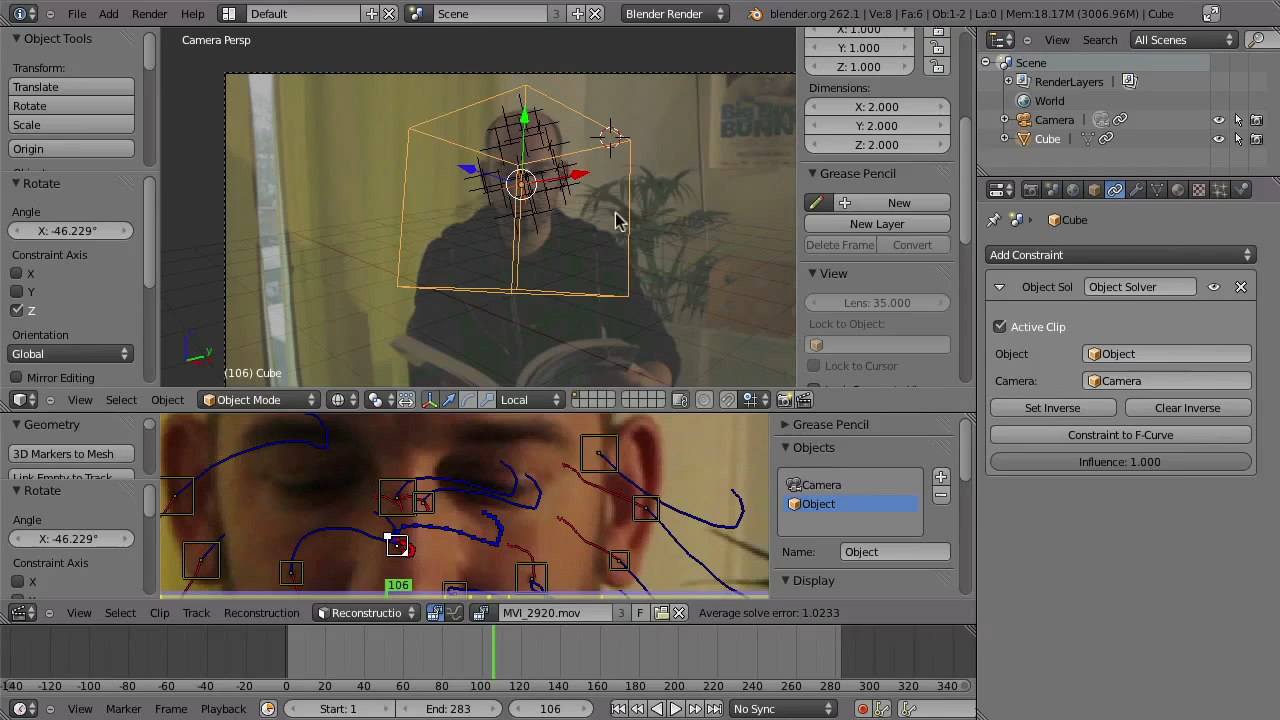 File Add Render Help Default Scene 3 Blender Render blender.org 262.1 | Ve:8 | Fa:6 | Ob:1-2 | La:0 | Mem:18.17M (3006.96M) | Cube
Object Tools
Transform:
Translate
Rotate
Scale
Origin
Rotate
Angle
X: -46.229°
Constraint Axis
X
Y
Z
Orientation
Global
Mirror Editing
Camera Persp
BUNN
y
(106) Cube
X: 1.000
Y: 1.000
Z: 1.000
Dimensions:
X: 2.000
Y: 2.000
Z: 2.000
Grease Pencil
New
New Layer
Delete Frame Convert
View
Lens: 35.000
Lock to Object:
Lock to Cursor
View Search All Scenes
Scene
RenderLayers
World
Camera
Cube
Cube
Add Constraint
Object Sol Object Solver
Active Clip
Object Object
Camera: Camera
Set Inverse Clear Inverse
Constraint to F-Curve
Influence: 1.000
View Select Object Object Mode Local
Geometry
3D Markers to Mesh
Link Empty to Track
Rotate
Angle
X: -46.229°
Constraint Axis
X
106
Grease Pencil
Objects
Camera
Object
Name: Object
Display
View Select Clip Track Reconstruction Reconstructio MVI_2920.mov 3 F Average solve error: 1.0233
-140 -120 -100 -80 -60 -40 -20 0 20 40 60 80 100 120 140 160 180 200 220 240 260 280 300 320 340
View Marker Frame Playback Start: 1 End: 283 106 No Sync